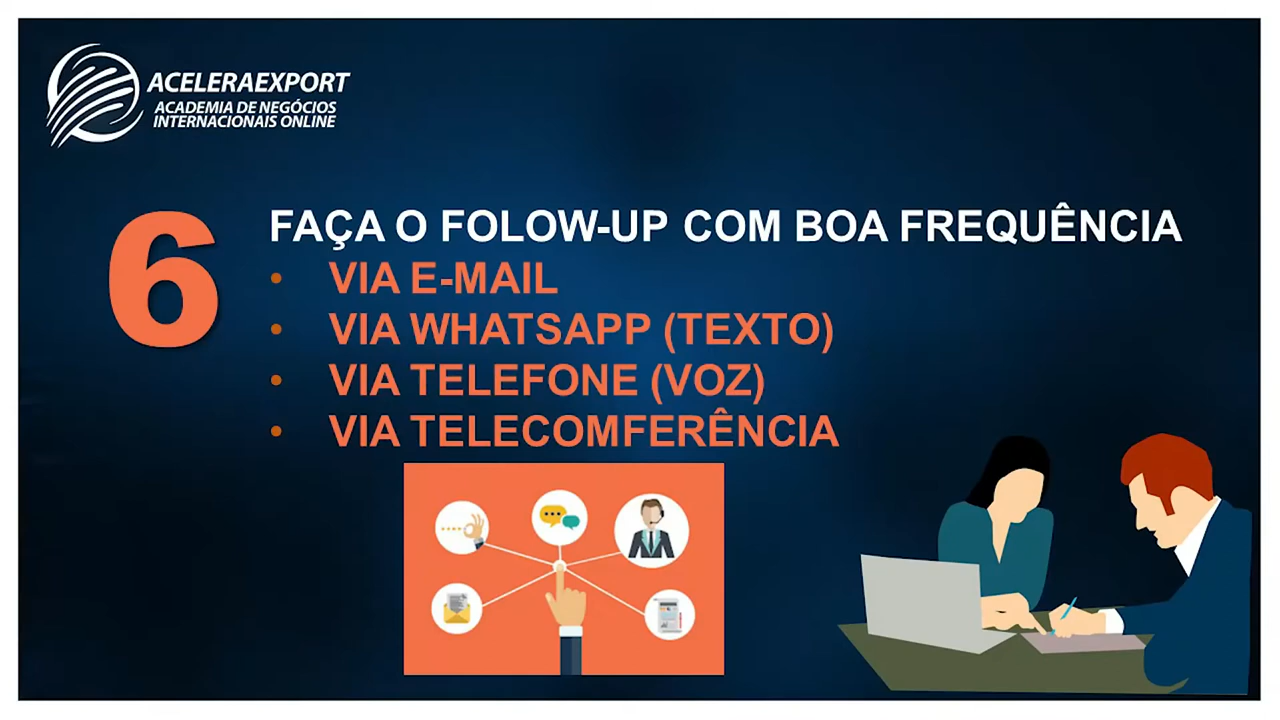 ACELERAEXPORT
ACADEMIA DE NEGÓCIOS
INTERNACIONAIS ONLINE
6
FAÇA O FOLOW-UP COM BOA FREQUÊNCIA
• VIA E-MAIL
• VIA WHATSAPP (TEXTO)
• VIA TELEFONE (VOZ)
• VIA TELECOMFERÊNCIA